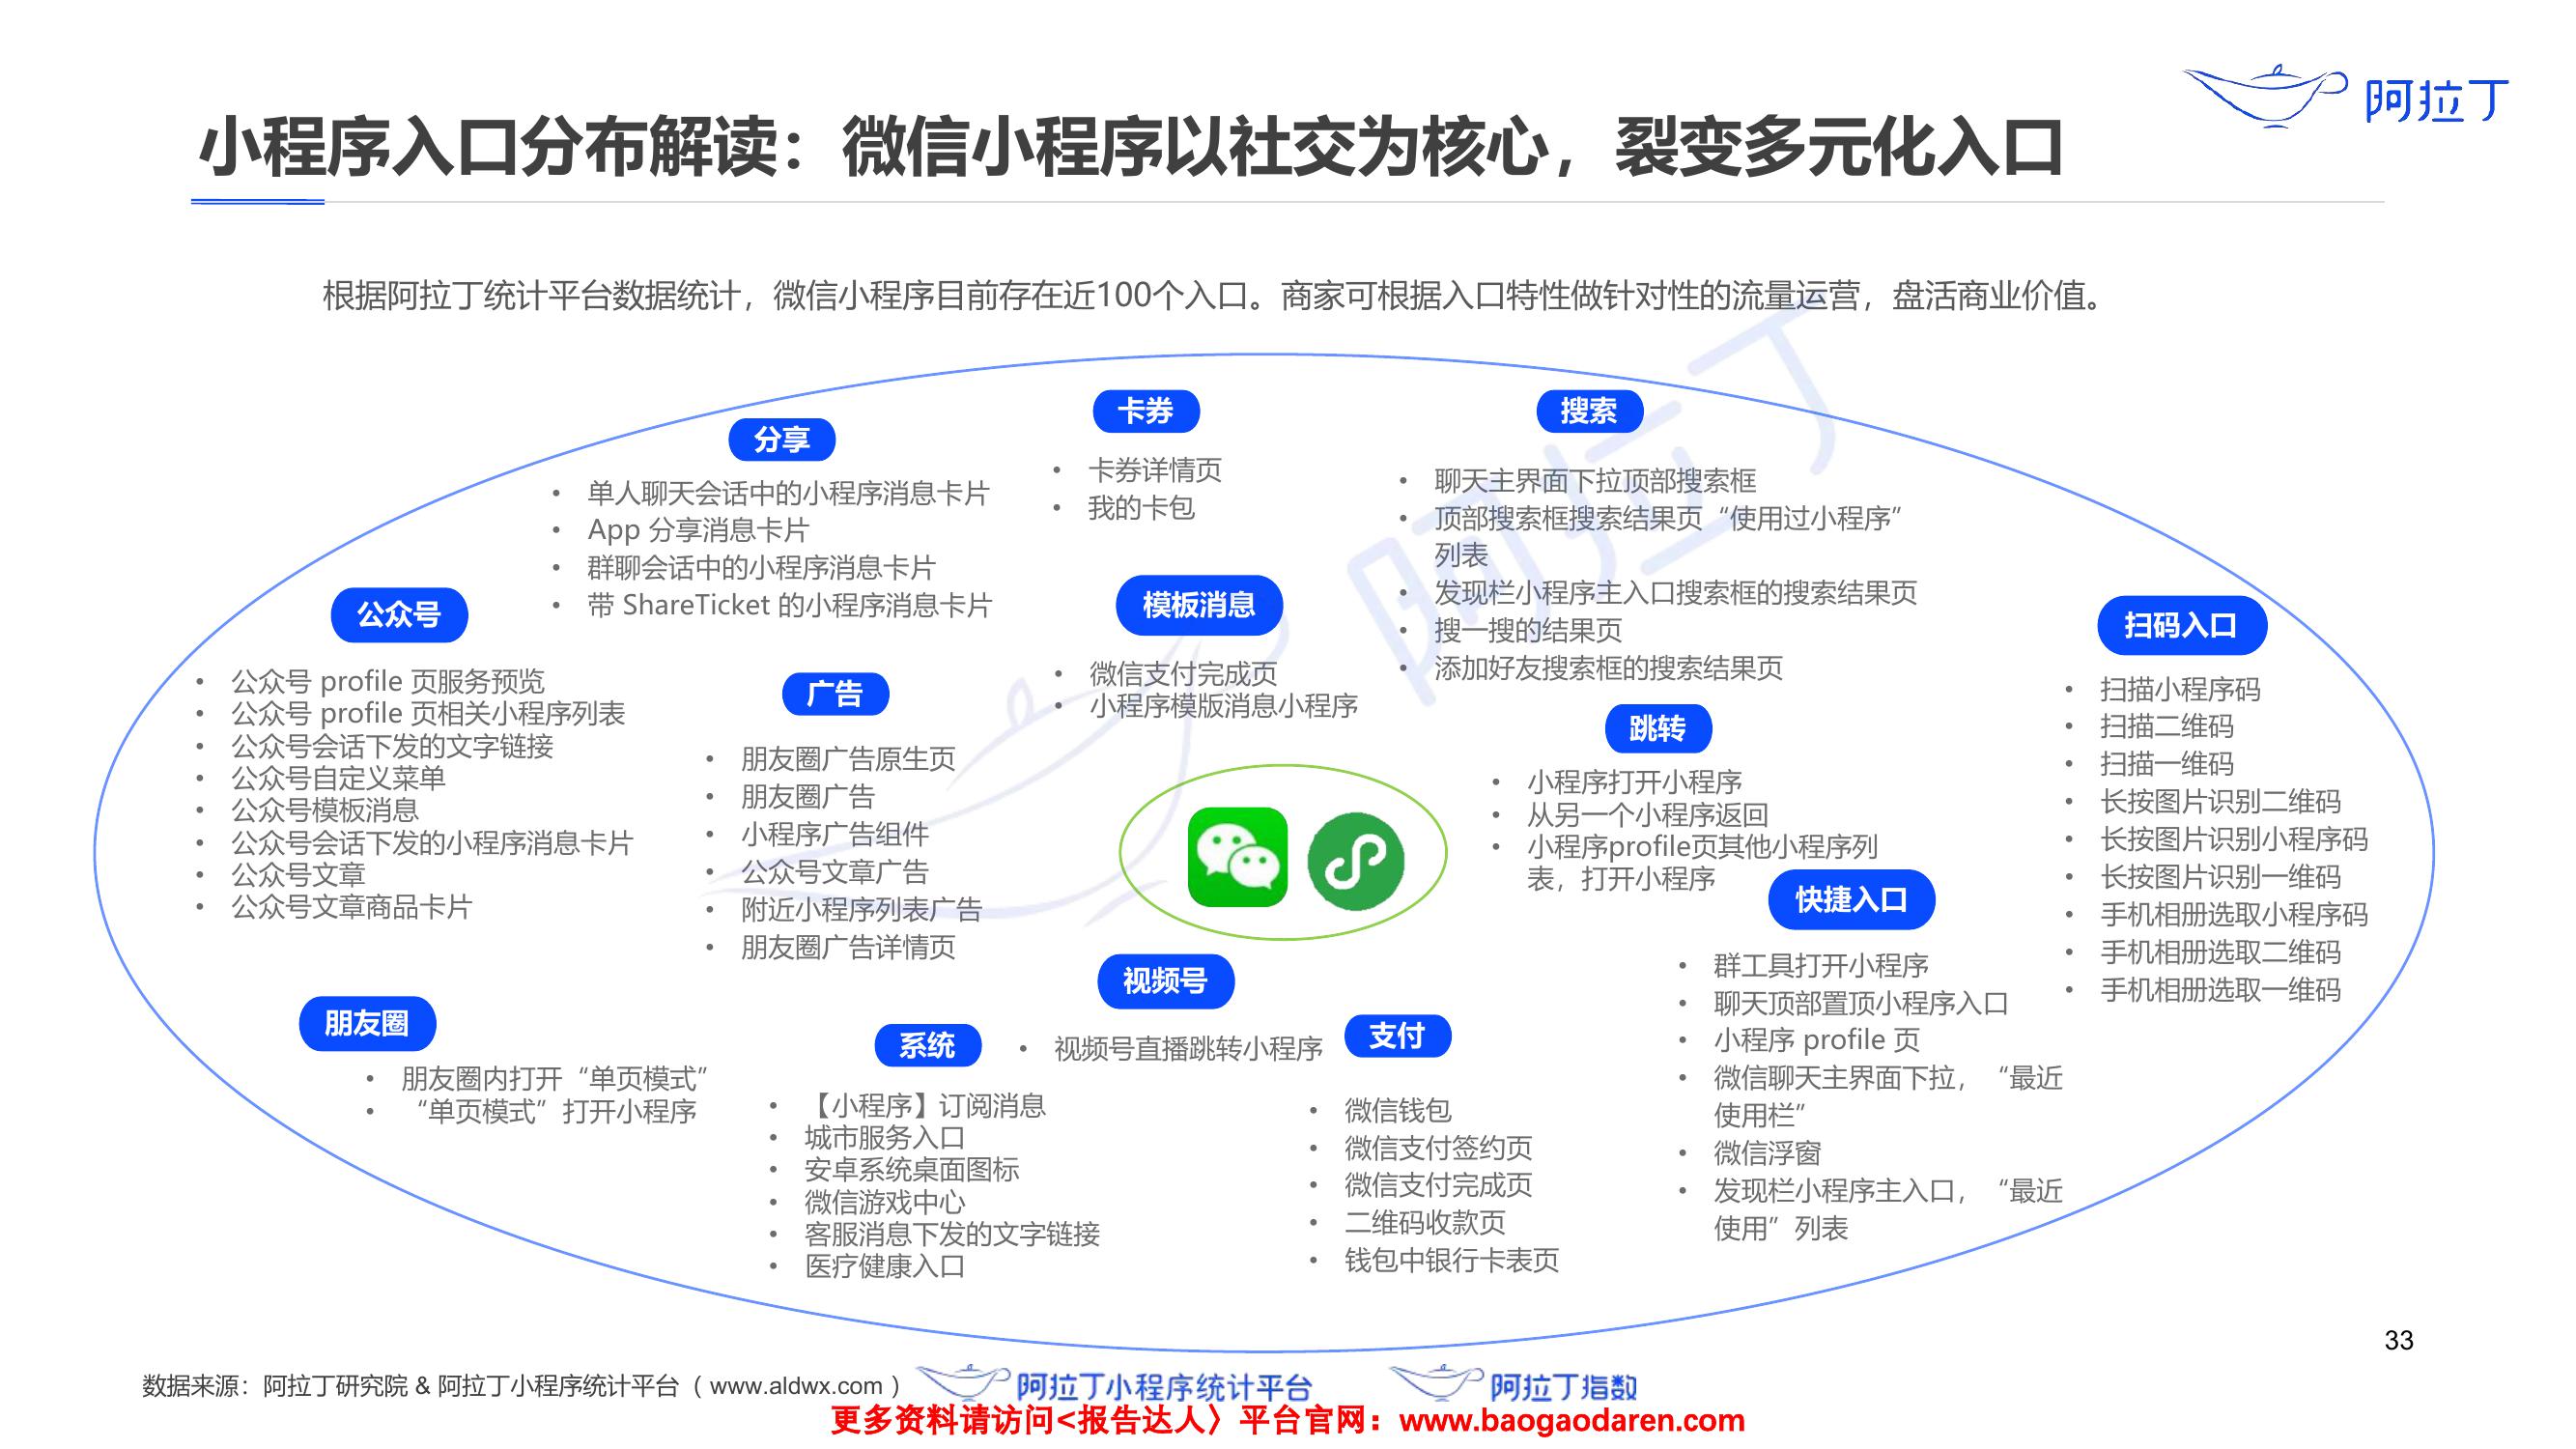 阿拉丁
小程序入口分布解读：微信小程序以社交为核心，裂变多元化入口
根据阿拉丁统计平台数据统计，微信小程序目前存在近100个入口。商家可根据入口特性做针对性的流量运营，盘活商业价值。
分享
• 单人聊天会话中的小程序消息卡片
• App 分享消息卡片
• 群聊会话中的小程序消息卡片
• 带 ShareTicket 的小程序消息卡片
卡券
• 卡券详情页
• 我的卡包
搜索
• 聊天主界面下拉顶部搜索框
• 顶部搜索框搜索结果页“使用过小程序”
列表
• 发现栏小程序主入口搜索框的搜索结果页
• 搜一搜的结果页
• 添加好友搜索框的搜索结果页
公众号
• 公众号 profile 页服务预览
• 公众号 profile 页相关小程序列表
• 公众号会话下发的文字链接
• 公众号自定义菜单
• 公众号模板消息
• 公众号会话下发的小程序消息卡片
• 公众号文章
• 公众号文章商品卡片
广告
• 朋友圈广告原生页
• 朋友圈广告
• 小程序广告组件
• 公众号文章广告
• 附近小程序列表广告
• 朋友圈广告详情页
模板消息
• 微信支付完成页
• 小程序模版消息小程序
跳转
• 小程序打开小程序
• 从另一个小程序返回
• 小程序profile页其他小程序列
表，打开小程序
扫码入口
• 扫描小程序码
• 扫描二维码
• 扫描一维码
• 长按图片识别二维码
• 长按图片识别小程序码
• 长按图片识别一维码
• 手机相册选取小程序码
• 手机相册选取二维码
• 手机相册选取一维码
快捷入口
• 群工具打开小程序
• 聊天顶部置顶小程序入口
• 小程序 profile 页
• 微信聊天主界面下拉，“最近
使用栏”
• 微信浮窗
• 发现栏小程序主入口，“最近
使用”列表
朋友圈
• 朋友圈内打开“单页模式”
• “单页模式”打开小程序
系统
• 【小程序】订阅消息
• 城市服务入口
• 安卓系统桌面图标
• 微信游戏中心
• 客服消息下发的文字链接
• 医疗健康入口
视频号
• 视频号直播跳转小程序
支付
• 微信钱包
• 微信支付签约页
• 微信支付完成页
• 二维码收款页
• 钱包中银行卡表页
阿拉丁
33
数据来源：阿拉丁研究院 & 阿拉丁小程序统计平台（www.aldwx.com）
阿拉丁小程序统计平台
阿拉丁指数
更多资料请访问<报告达人〉平台官网：www.baogaodaren.com